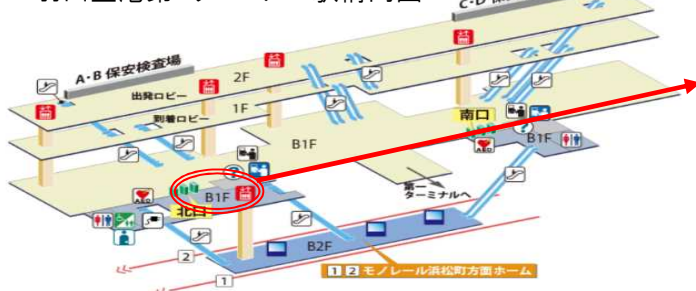 A・B 保安検査場
2F
出発ロビー
1F
到着ロビー
B1F
南口
B1F
AED
第一
ターミナルへ
AED
B1F
北口
B2F
2
1
1 2 モノレール浜松町方面ホーム